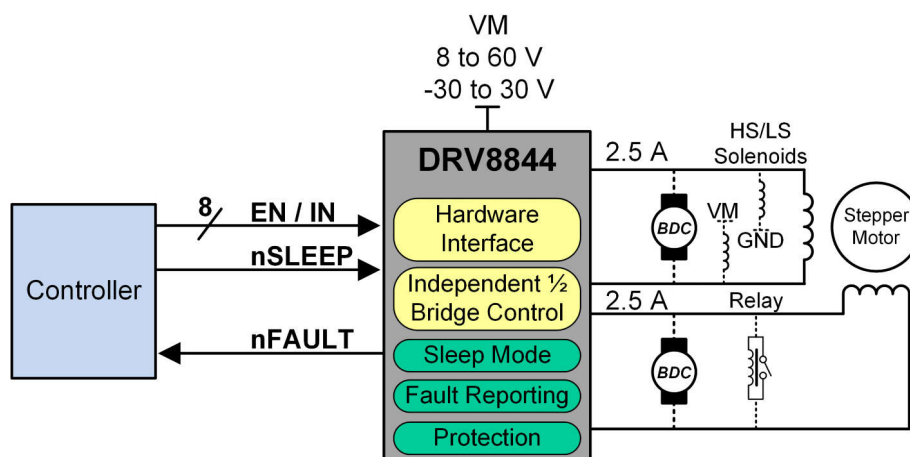 VM
8 to 60 V
-30 to 30 V
DRV8844
Hardware
Interface
Independent ½
Bridge Control
Sleep Mode
Fault Reporting
Protection
Controller
8
EN / IN
nSLEEP
nFAULT
2.5 A
HS/LS
Solenoids
BDC
VM
GND
Stepper
Motor
2.5 A
Relay
BDC